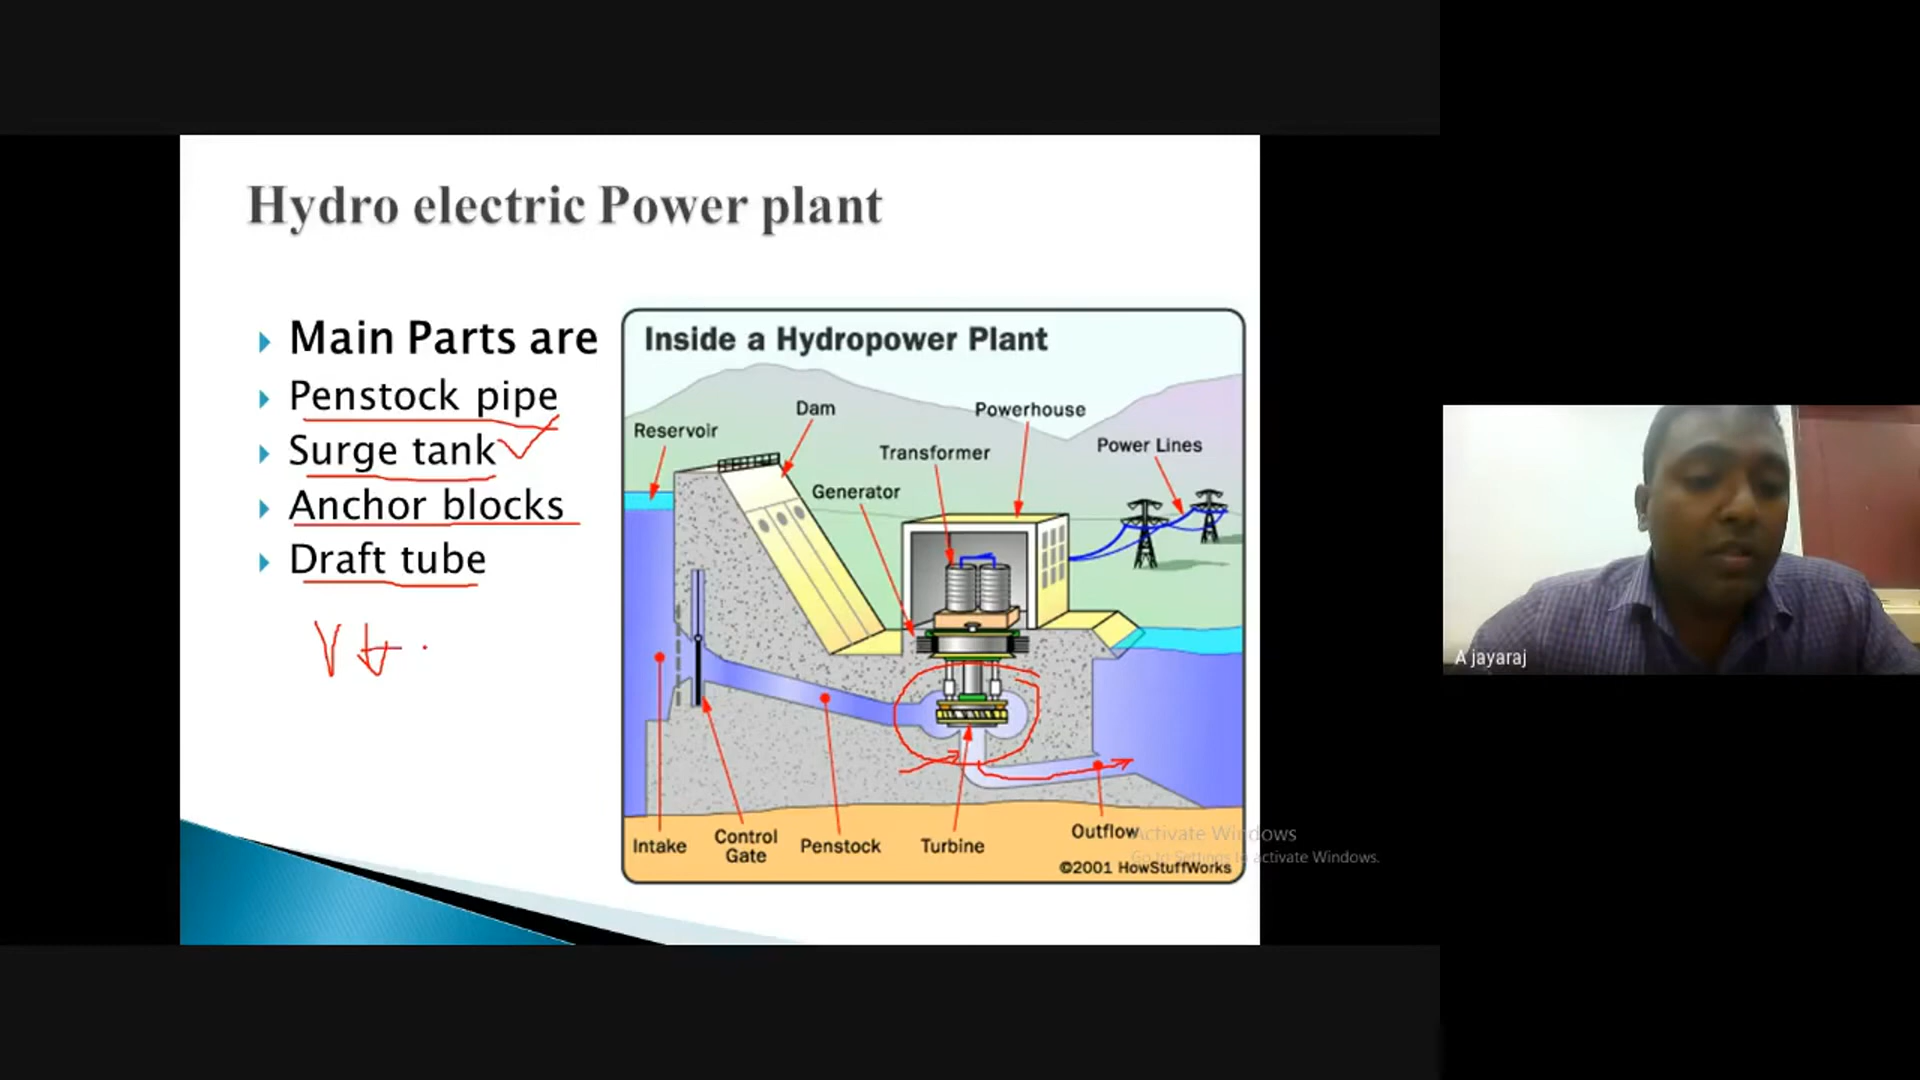 Hydro electric Power plant
Main Parts are
Penstock pipe
Surge tank
Anchor blocks
Draft tube
V
Inside a Hydropower Plant
Reservoir
Dam
Powerhouse
Transformer
Power Lines
Generator
Intake
Control
Gate
Penstock
Turbine
Outflow
©2001 HowStuffWorks
Activate Windows
Go to Settings to activate Windows.
A jayaraj